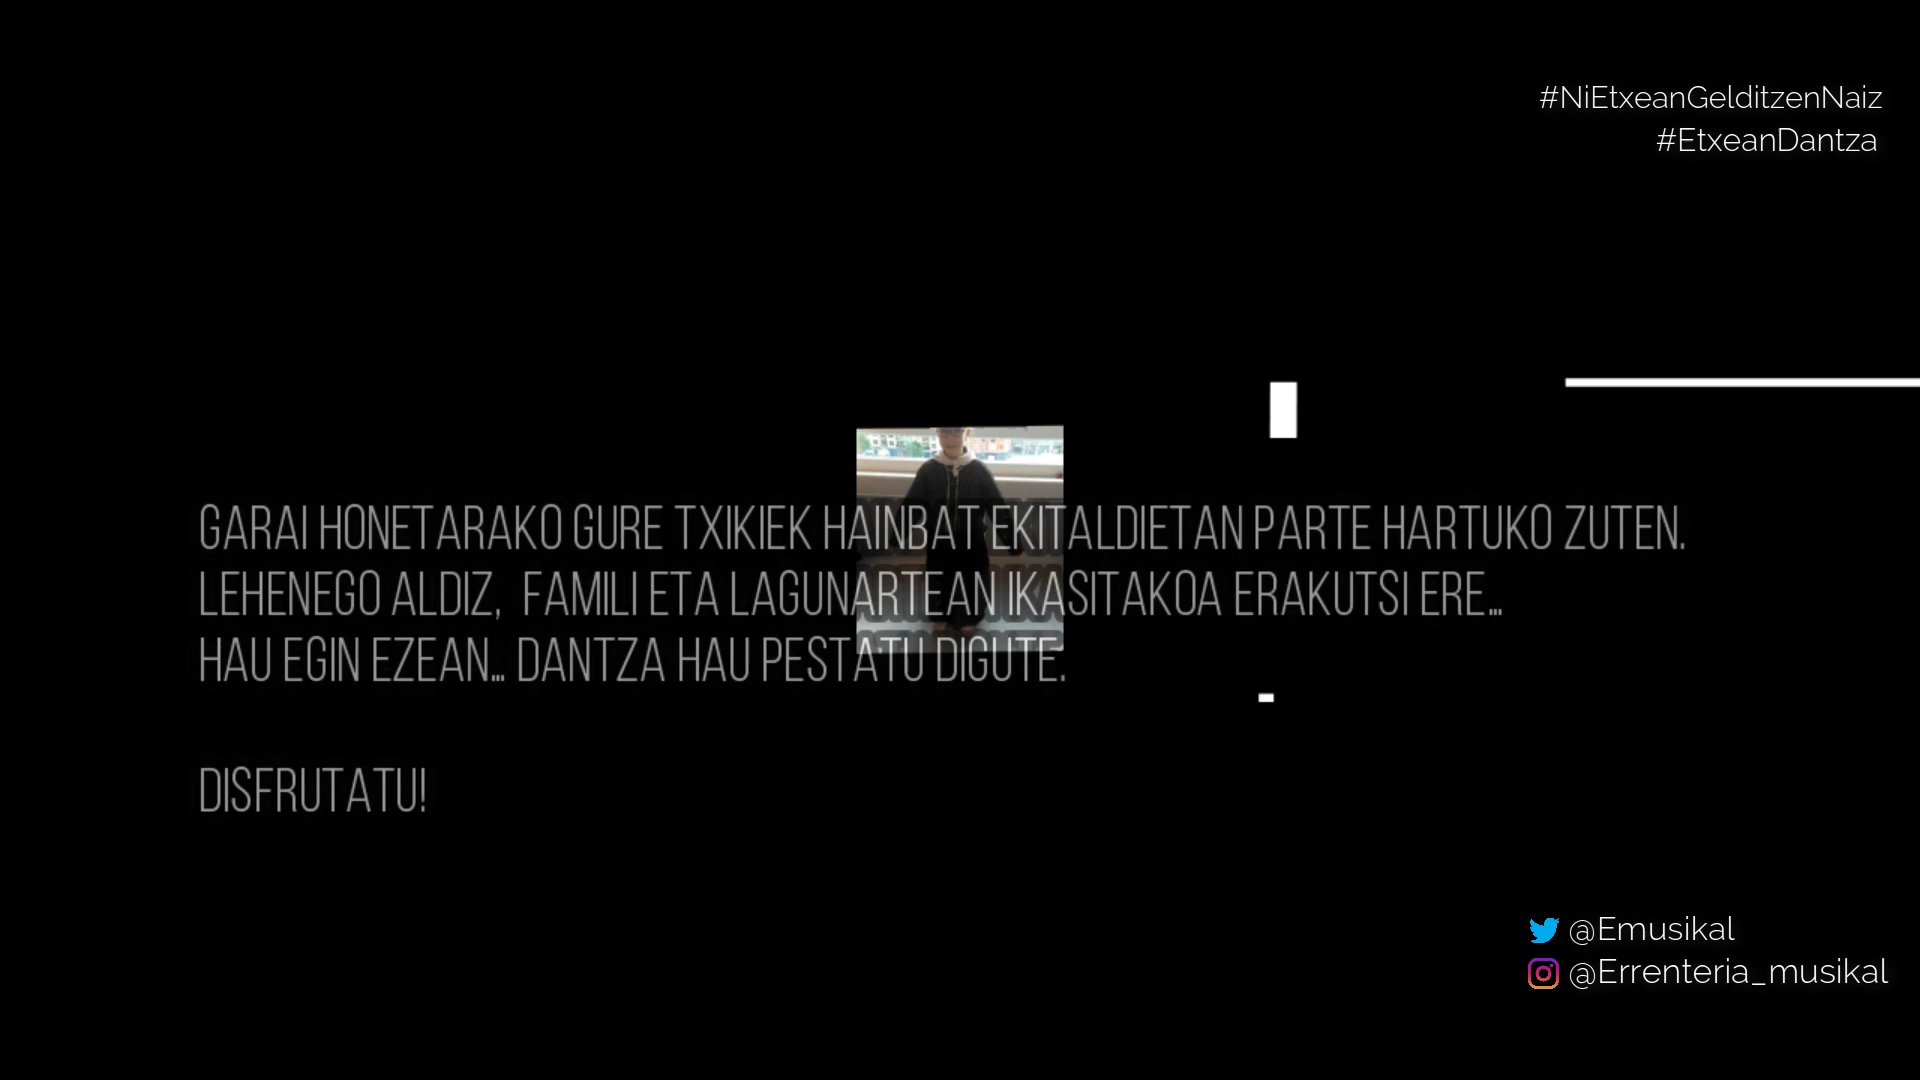 #NiEtxeanGelditzenNaiz
#EtxeanDantza
GARAI HONETARAKO GURE TXIKIEK HAINBAT EKITALDIETAN PARTE HARTUKO ZUTEN.
LEHENEGO ALDIZ, FAMILI ETA LAGUNARTEAN IKASITAKOA ERAKUTSI ERE...
HAU EGIN EZEAN... DANTZA HAU PESTATU DIGUTE.
DISFRUTATU!
@Emusikal
@Errenteria_musikal